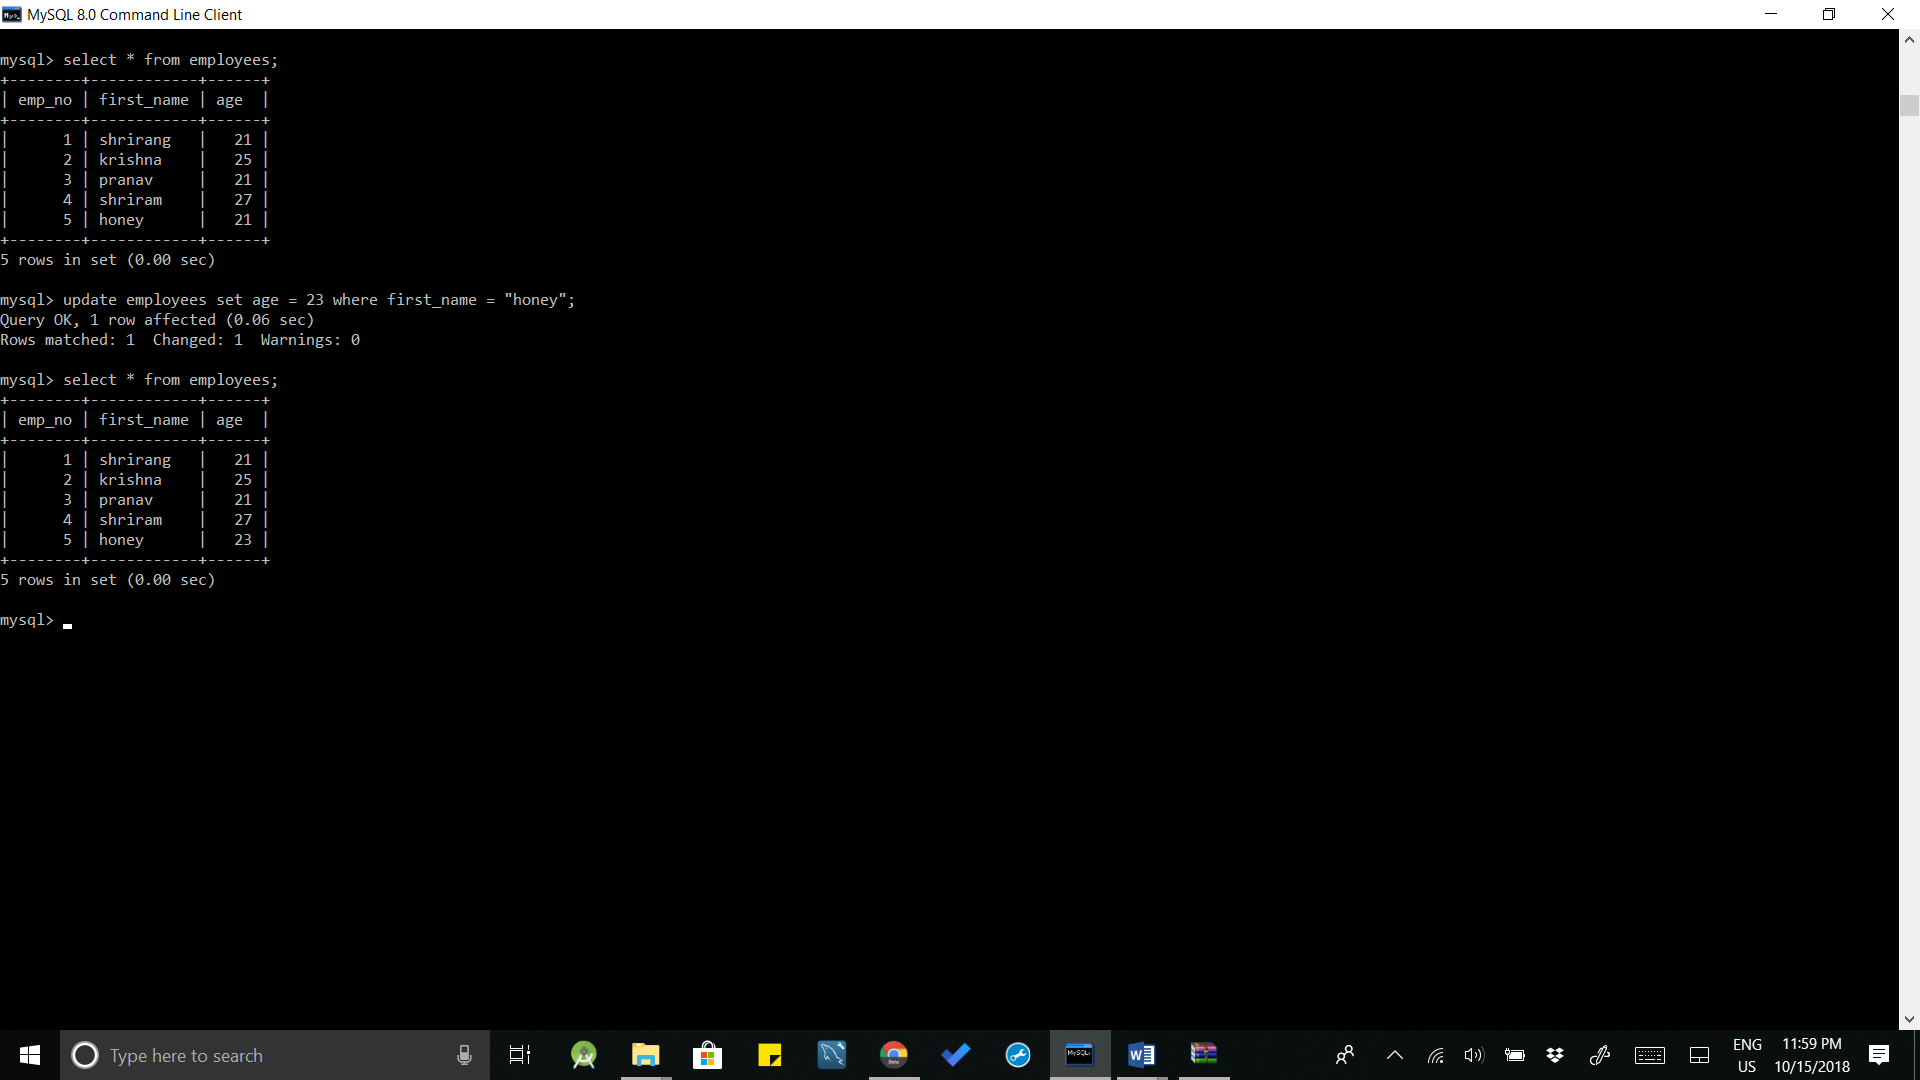 MySQL 8.0 Command Line Client
mysql> select * from employees;
+--------+------------+------+
| emp_no | first_name | age  |
+--------+------------+------+
|      1 | shrirang   |   21 |
|      2 | krishna    |   25 |
|      3 | pranav     |   21 |
|      4 | shriram    |   27 |
|      5 | honey      |   21 |
+--------+------------+------+
5 rows in set (0.00 sec)
mysql> update employees set age = 23 where first_name = "honey";
Query OK, 1 row affected (0.06 sec)
Rows matched: 1  Changed: 1  Warnings: 0
mysql> select * from employees;
+--------+------------+------+
| emp_no | first_name | age  |
+--------+------------+------+
|      1 | shrirang   |   21 |
|      2 | krishna    |   25 |
|      3 | pranav     |   21 |
|      4 | shriram    |   27 |
|      5 | honey      |   23 |
+--------+------------+------+
5 rows in set (0.00 sec)
mysql>
Type here to search
ENG
US
11:59 PM
10/15/2018